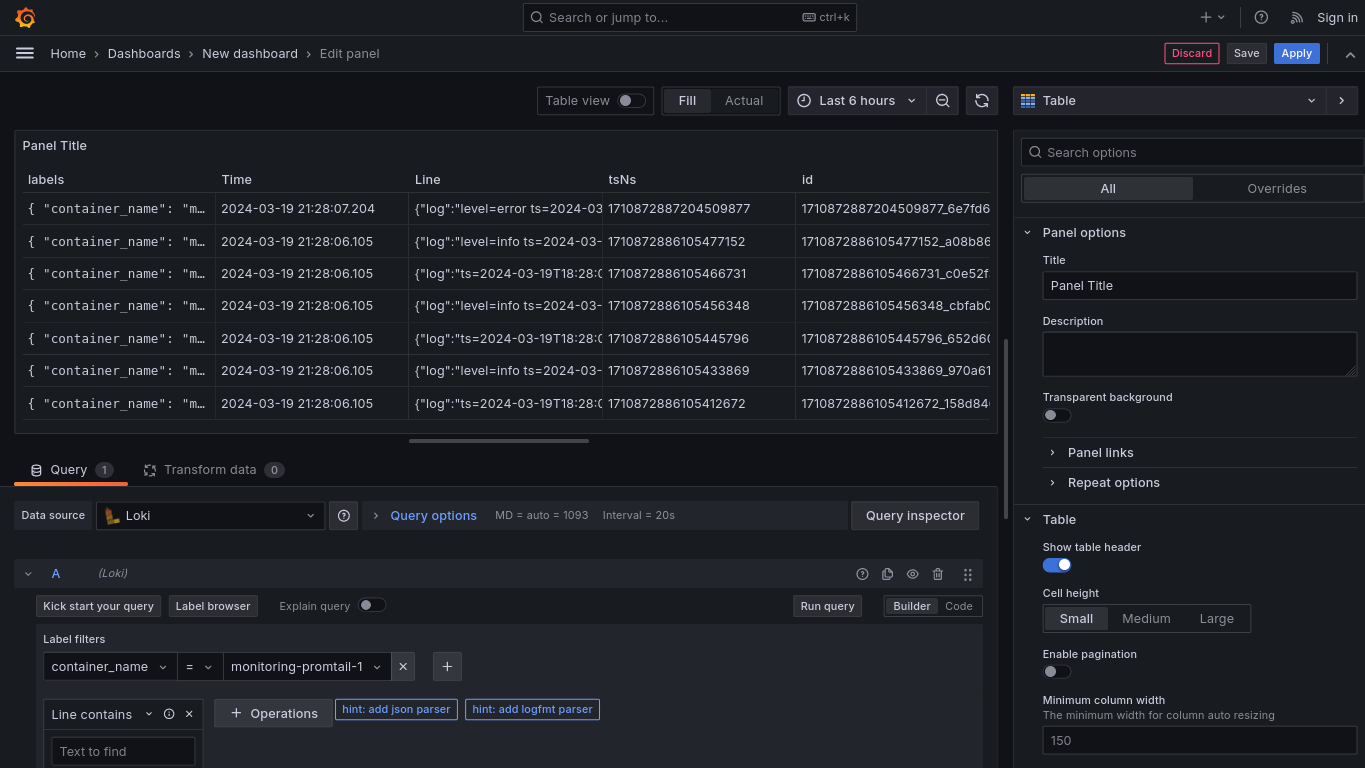 Search or jump to... ctrl+k Sign in
Home › Dashboards › New dashboard › Edit panel Discard Save Apply
Table view Fill Actual Last 6 hours Table
Panel Title
labels Time Line tsNs id
{ "container_name": "m… 2024-03-19 21:28:07.204 {"log":"level=error ts=2024-03 1710872887204509877 1710872887204509877_6e7fd6
{ "container_name": "m… 2024-03-19 21:28:06.105 {"log":"level=info ts=2024-03- 1710872886105477152 1710872886105477152_a08b86
{ "container_name": "m… 2024-03-19 21:28:06.105 {"log":"ts=2024-03-19T18:28:0 1710872886105466731 1710872886105466731_c0e52f
{ "container_name": "m… 2024-03-19 21:28:06.105 {"log":"level=info ts=2024-03- 1710872886105456348 1710872886105456348_cbfab0
{ "container_name": "m… 2024-03-19 21:28:06.105 {"log":"ts=2024-03-19T18:28:0 1710872886105445796 1710872886105445796_652d60
{ "container_name": "m… 2024-03-19 21:28:06.105 {"log":"level=info ts=2024-03- 1710872886105433869 1710872886105433869_970a61
{ "container_name": "m… 2024-03-19 21:28:06.105 {"log":"ts=2024-03-19T18:28:0 1710872886105412672 1710872886105412672_158d84
Query 1 Transform data 0
Data source Loki Query options MD = auto = 1093 Interval = 20s Query inspector
A (Loki)
Kick start your query Label browser Explain query Run query Builder Code
Label filters
container_name = monitoring-promtail-1
Line contains Operations hint: add json parser hint: add logfmt parser
Text to find
Search options
All Overrides
Panel options
Title
Panel Title
Description
Transparent background
Panel links
Repeat options
Table
Show table header
Cell height
Small Medium Large
Enable pagination
Minimum column width
The minimum width for column auto resizing
150